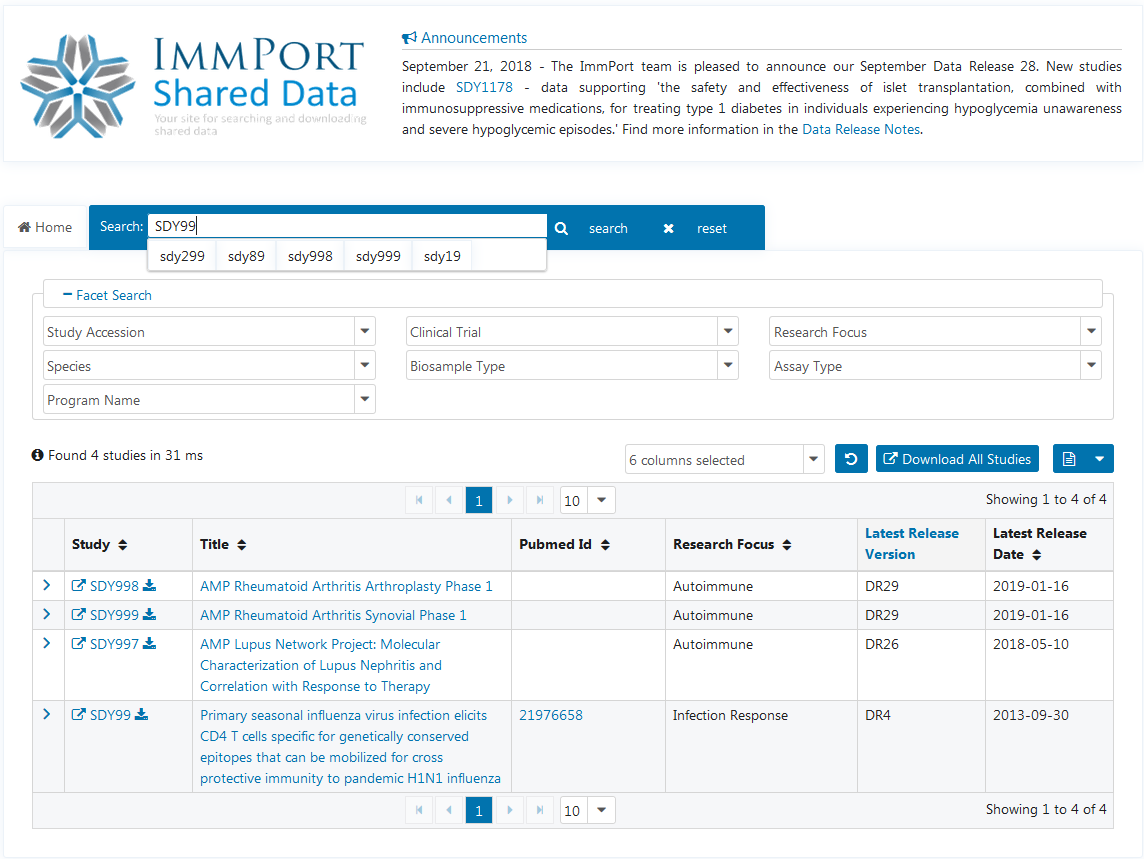 IMMPORT
Shared Data
Your site for searching and downloading
shared data
Announcements
September 21, 2018 - The ImmPort team is pleased to announce our September Data Release 28. New studies
include SDY1178 - data supporting 'the safety and effectiveness of islet transplantation, combined with
immunosuppressive medications, for treating type 1 diabetes in individuals experiencing hypoglycemia unawareness
and severe hypoglycemic episodes.' Find more information in the Data Release Notes.
Home
Search: SDY99 search reset
sdy299 sdy89 sdy998 sdy999 sdy19
Facet Search
Study Accession Clinical Trial Research Focus
Species Biosample Type Assay Type
Program Name
Found 4 studies in 31 ms
6 columns selected Download All Studies
1 10 Showing 1 to 4 of 4
Study Title Pubmed Id Research Focus Latest Release Version Latest Release Date
SDY998 AMP Rheumatoid Arthritis Arthroplasty Phase 1 Autoimmune DR29 2019-01-16
SDY999 AMP Rheumatoid Arthritis Synovial Phase 1 Autoimmune DR29 2019-01-16
SDY997 AMP Lupus Network Project: Molecular Autoimmune DR26 2018-05-10
Characterization of Lupus Nephritis and
Correlation with Response to Therapy
SDY99 Primary seasonal influenza virus infection elicits 21976658 Infection Response DR4 2013-09-30
CD4 T cells specific for genetically conserved
epitopes that can be mobilized for cross
protective immunity to pandemic H1N1 influenza
1 10 Showing 1 to 4 of 4